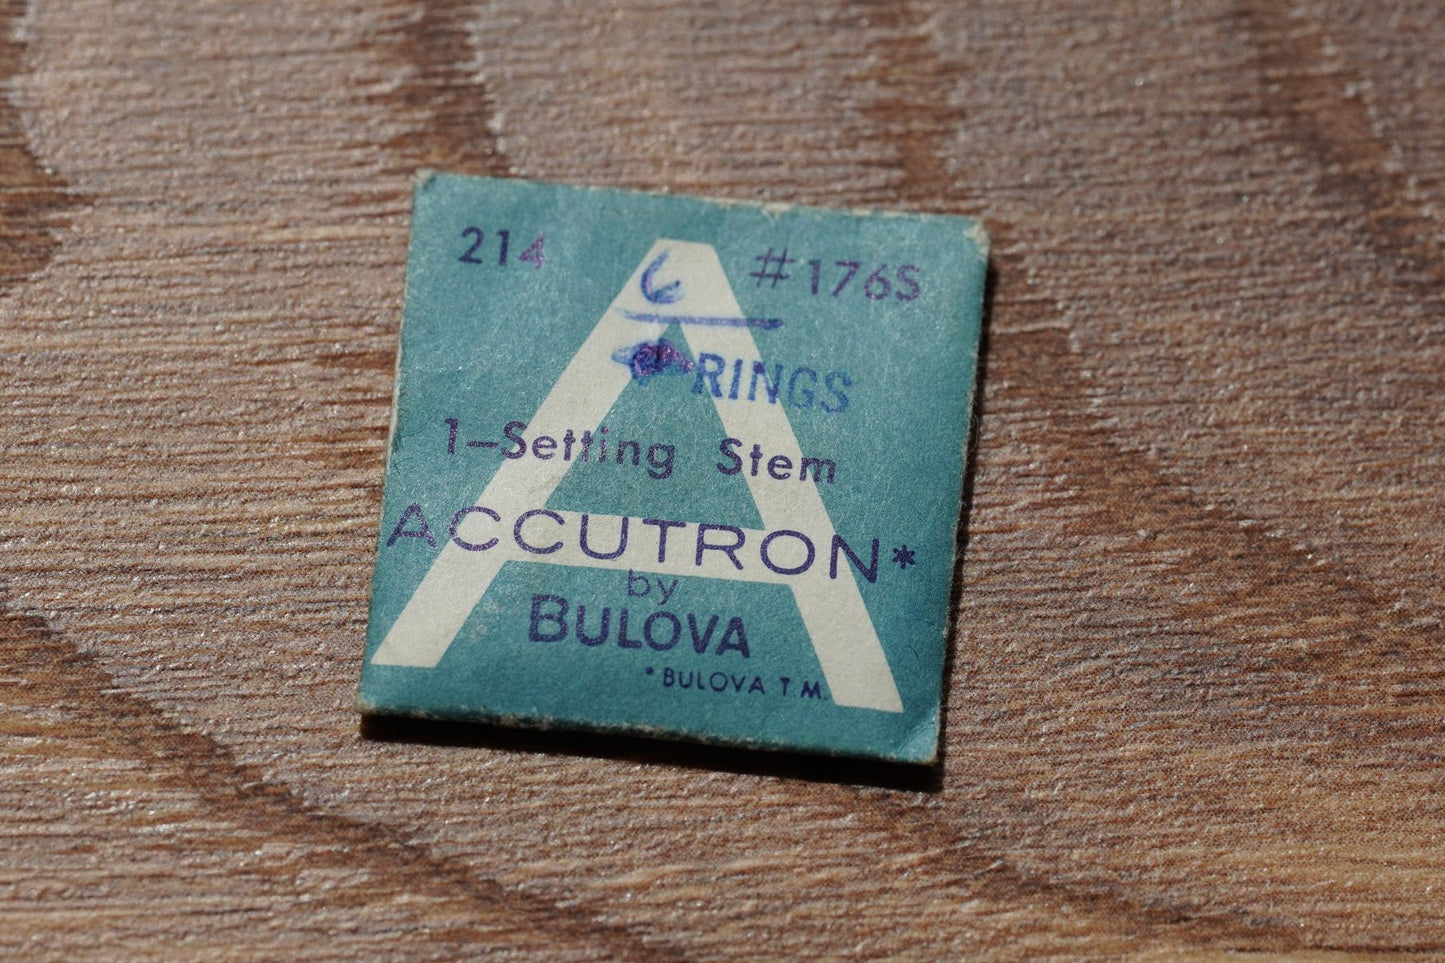 214 #176S
6
RINGS
1-Setting Stem
ACCUTRON*
by
BULOVA
*BULOVA T.M.